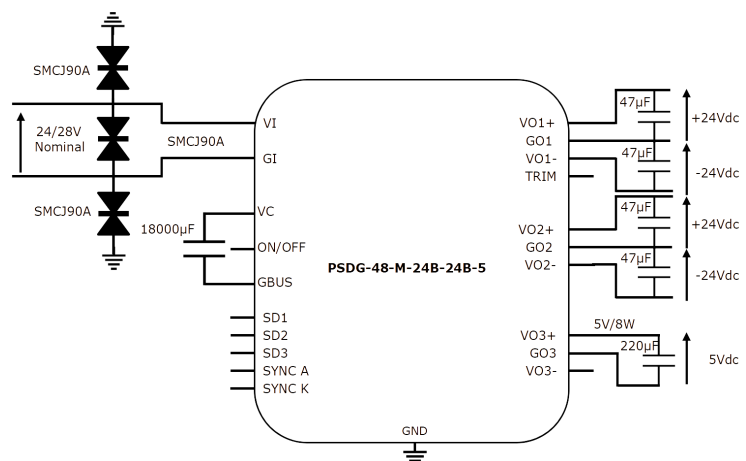 SMCJ90A
24/28V
Nominal
SMCJ90A
SMCJ90A
18000µF
VI
GI
VC
ON/OFF
GBUS
SD1
SD2
SD3
SYNC A
SYNC K
PSDG-48-M-24B-24B-5
GND
VO1+
GO1
VO1-
TRIM
VO2+
GO2
VO2-
VO3+
GO3
VO3-
47µF
+24Vdc
47µF
-24Vdc
47µF
+24Vdc
47µF
-24Vdc
5V/8W
220µF
5Vdc